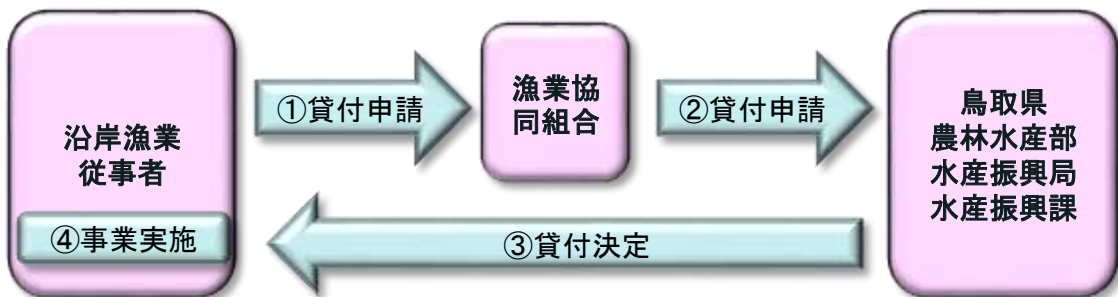 沿岸漁業
従事者
④事業実施
①貸付申請
漁業協
同組合
②貸付申請
鳥取県
農林水産部
水産振興局
水産振興課
③貸付決定